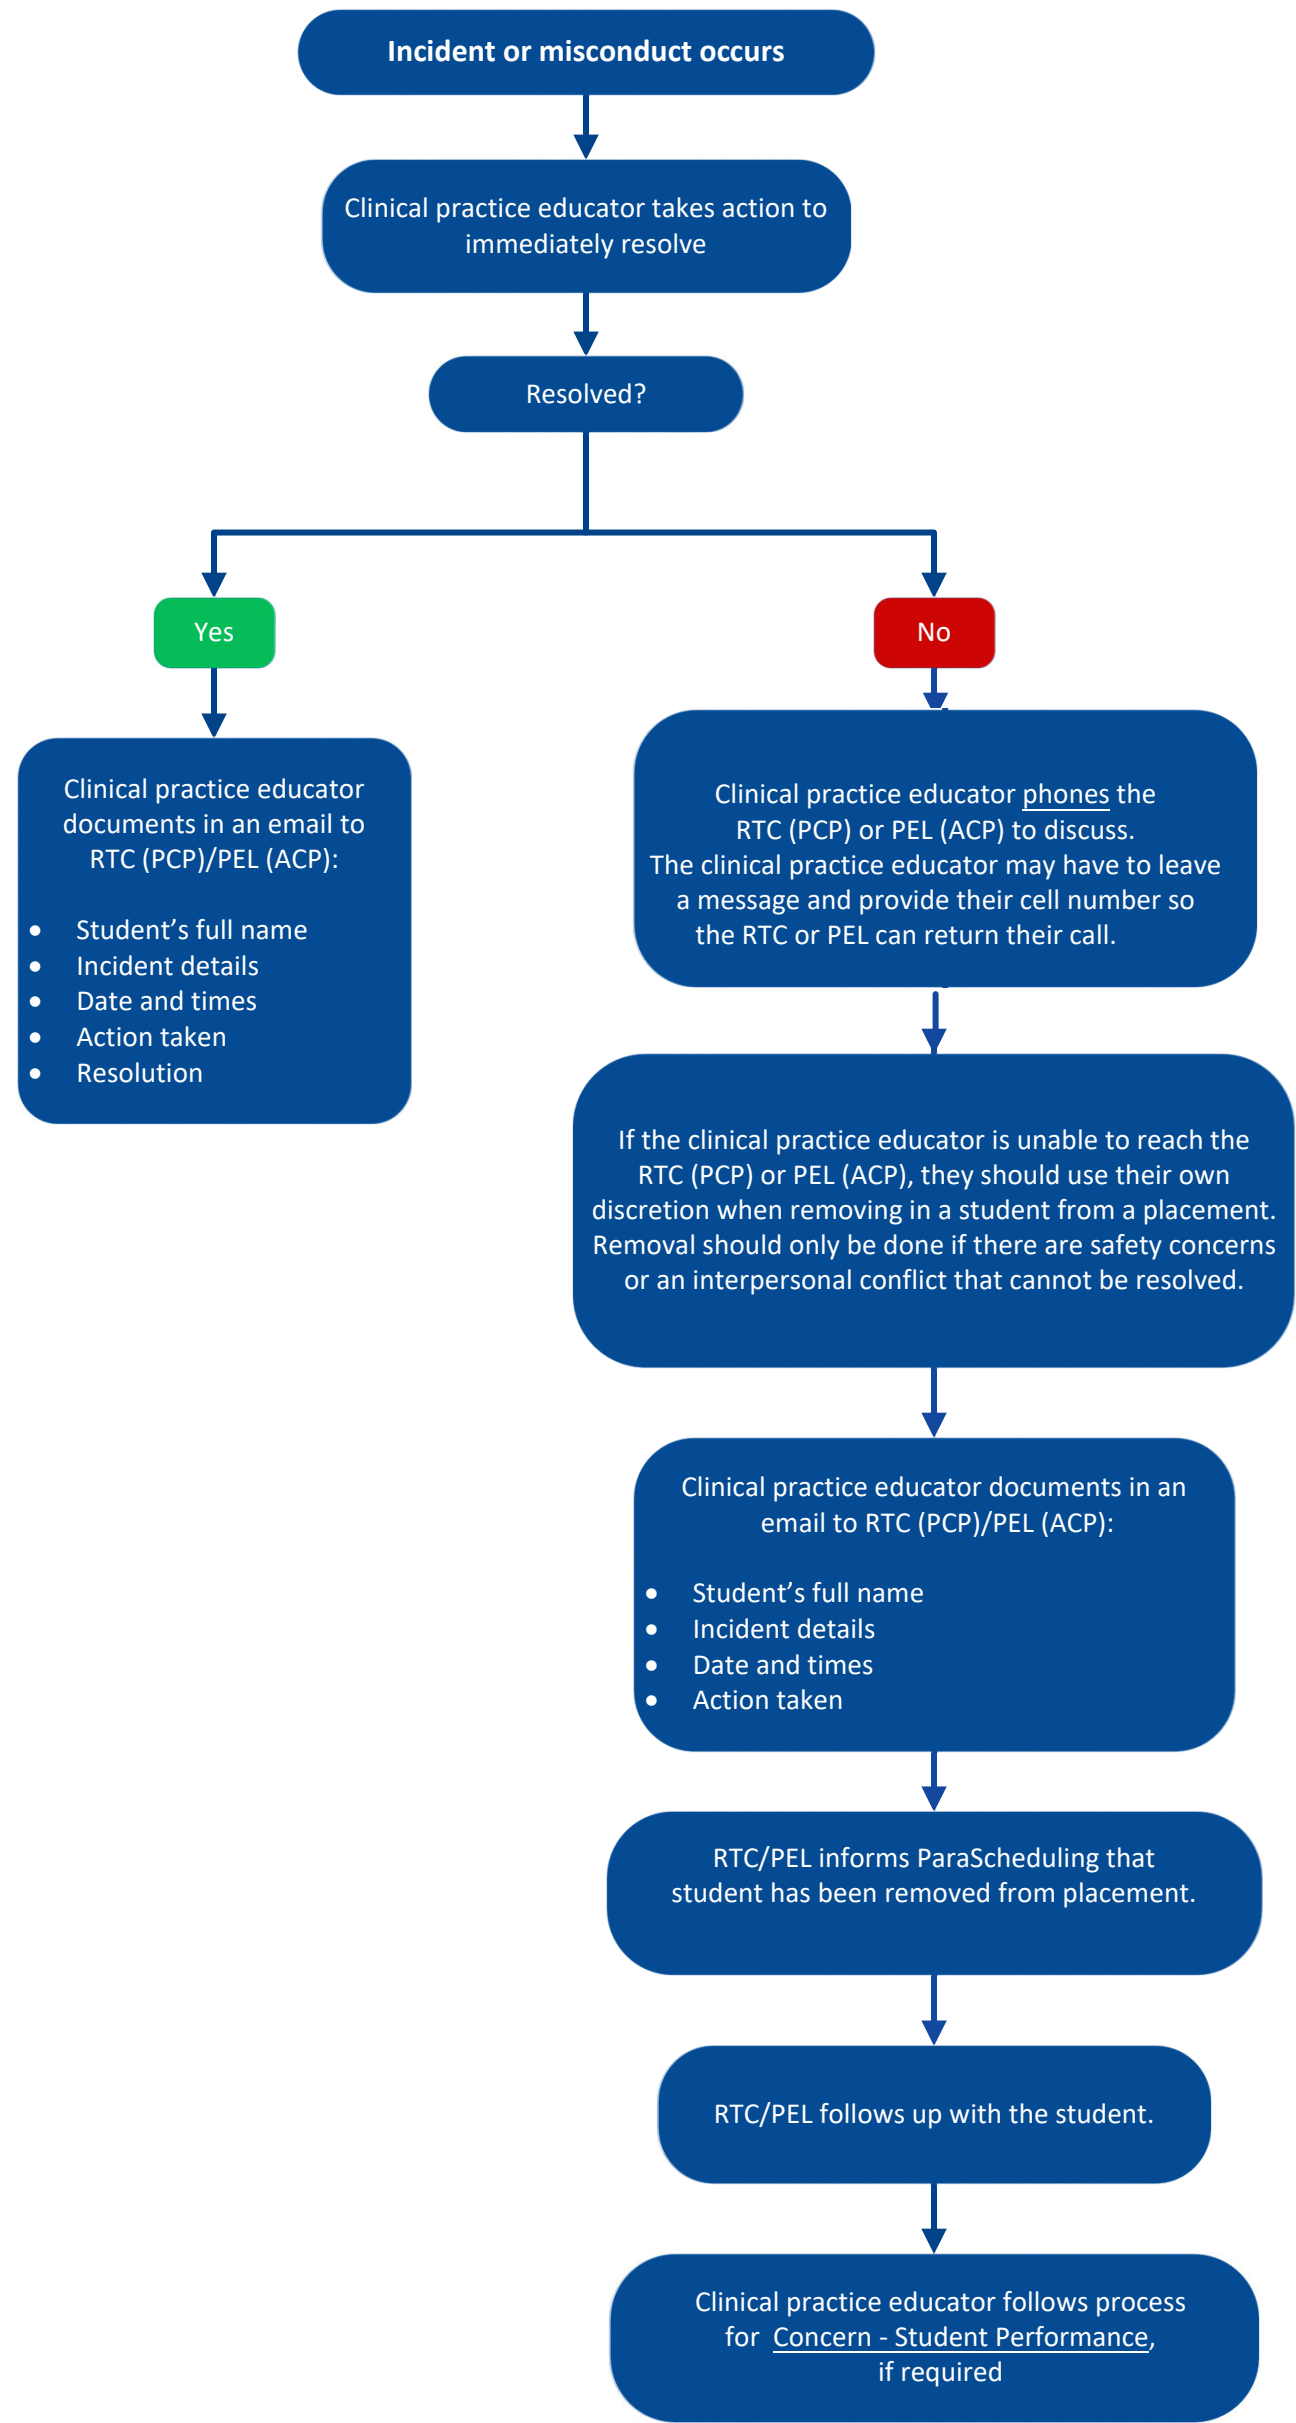 Incident or misconduct occurs
Clinical practice educator takes action to
immediately resolve
Resolved?
Yes
No
Clinical practice educator
documents in an email to
RTC (PCP)/PEL (ACP):
• Student’s full name
• Incident details
• Date and times
• Action taken
• Resolution
Clinical practice educator phones the
RTC (PCP) or PEL (ACP) to discuss.
The clinical practice educator may have to leave
a message and provide their cell number so
the RTC or PEL can return their call.
If the clinical practice educator is unable to reach the
RTC (PCP) or PEL (ACP), they should use their own
discretion when removing in a student from a placement.
Removal should only be done if there are safety concerns
or an interpersonal conflict that cannot be resolved.
Clinical practice educator documents in an
email to RTC (PCP)/PEL (ACP):
• Student’s full name
• Incident details
• Date and times
• Action taken
RTC/PEL informs ParaScheduling that
student has been removed from placement.
RTC/PEL follows up with the student.
Clinical practice educator follows process
for Concern - Student Performance,
if required